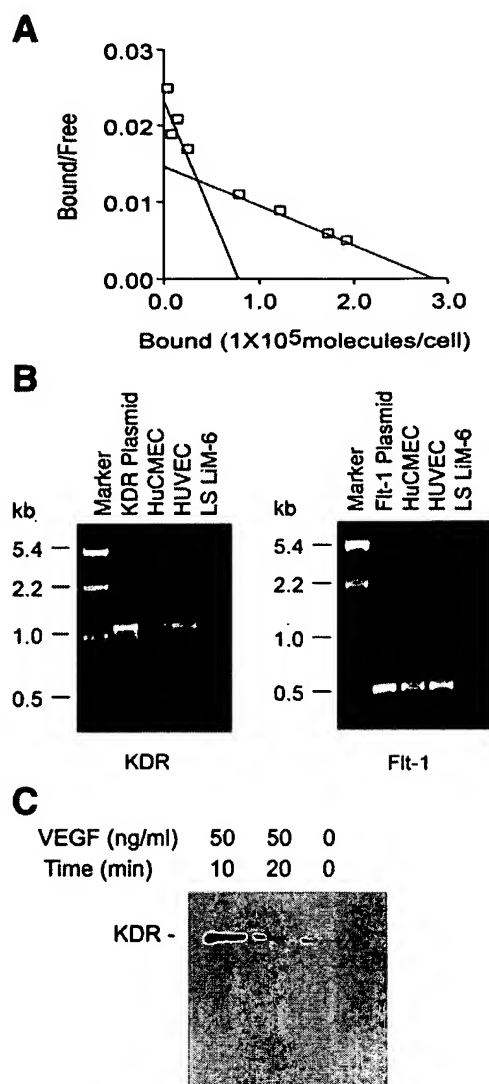 A
0.03
0.02
0.01
0.00
Bound/Free
0.0 1.0 2.0 3.0
Bound (1X10⁵molecules/cell)
B
kb
Marker
KDR Plasmid
HuCMEC
HUVEC
LS LiM-6
5.4
2.2
1.0
0.5
KDR
Marker
Flt-1 Plasmid
HuCMEC
HUVEC
LS LiM-6
kb
5.4
2.2
1.0
0.5
Flt-1
C
VEGF (ng/ml) 50 50 0
Time (min) 10 20 0
KDR -